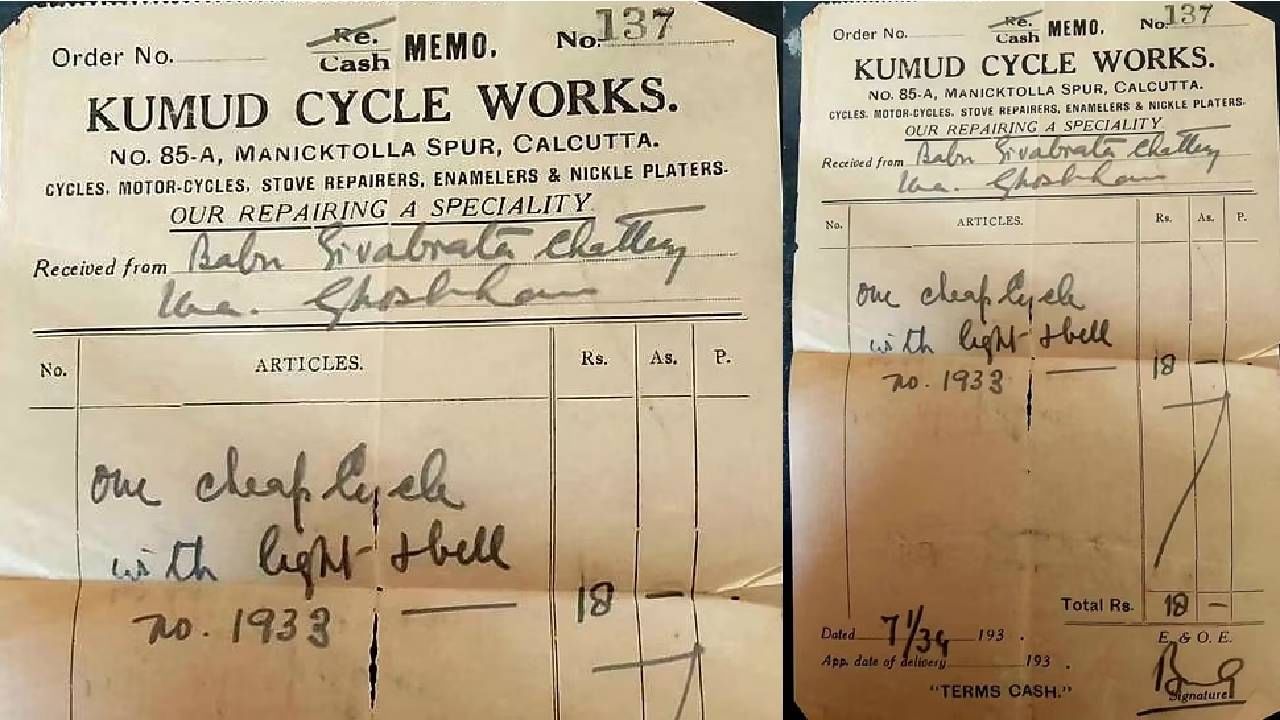 Order No.
Re. Cash MEMO.
No. 137
KUMUD CYCLE WORKS.
No. 85-A, MANICKTOLLA SPUR, CALCUTTA.
CYCLES, MOTOR-CYCLES, STOVE REPAIRERS, ENAMELERS & NICKLE PLATERS.
OUR REPAIRING A SPECIALITY
Received from Babu Sivabrata
No. ARTICLES. Rs. As. P.
one cheap Cycle
with light & bell
no. 1933 — 18 —
Order No.
Re. Cash MEMO.
No. 137
KUMUD CYCLE WORKS.
No. 85-A, MANICKTOLLA SPUR, CALCUTTA.
CYCLES, MOTOR-CYCLES, STOVE REPAIRERS, ENAMELERS & NICKLE PLATERS.
OUR REPAIRING A SPECIALITY
Received from Babu Sivabrata
No. ARTICLES. Rs. As. P.
one cheap Cycle
with light & bell
no. 1933 — 18 —
Total Rs. 18 —
Dated 7/1/34 193 .
E. & O. E.
App. date of delivery 193 .
"TERMS CASH."
Signature